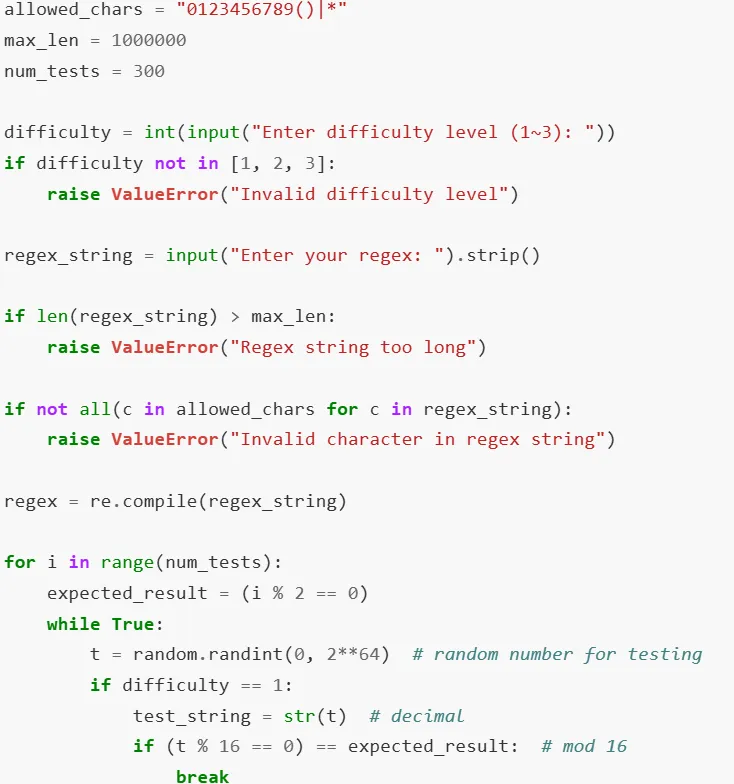 allowed_chars = "0123456789()|*"
max_len = 1000000
num_tests = 300
difficulty = int(input("Enter difficulty level (1~3): "))
if difficulty not in [1, 2, 3]:
    raise ValueError("Invalid difficulty level")
regex_string = input("Enter your regex: ").strip()
if len(regex_string) > max_len:
    raise ValueError("Regex string too long")
if not all(c in allowed_chars for c in regex_string):
    raise ValueError("Invalid character in regex string")
regex = re.compile(regex_string)
for i in range(num_tests):
    expected_result = (i % 2 == 0)
    while True:
        t = random.randint(0, 2**64)  # random number for testing
        if difficulty == 1:
            test_string = str(t)  # decimal
            if (t % 16 == 0) == expected_result:  # mod 16
                break